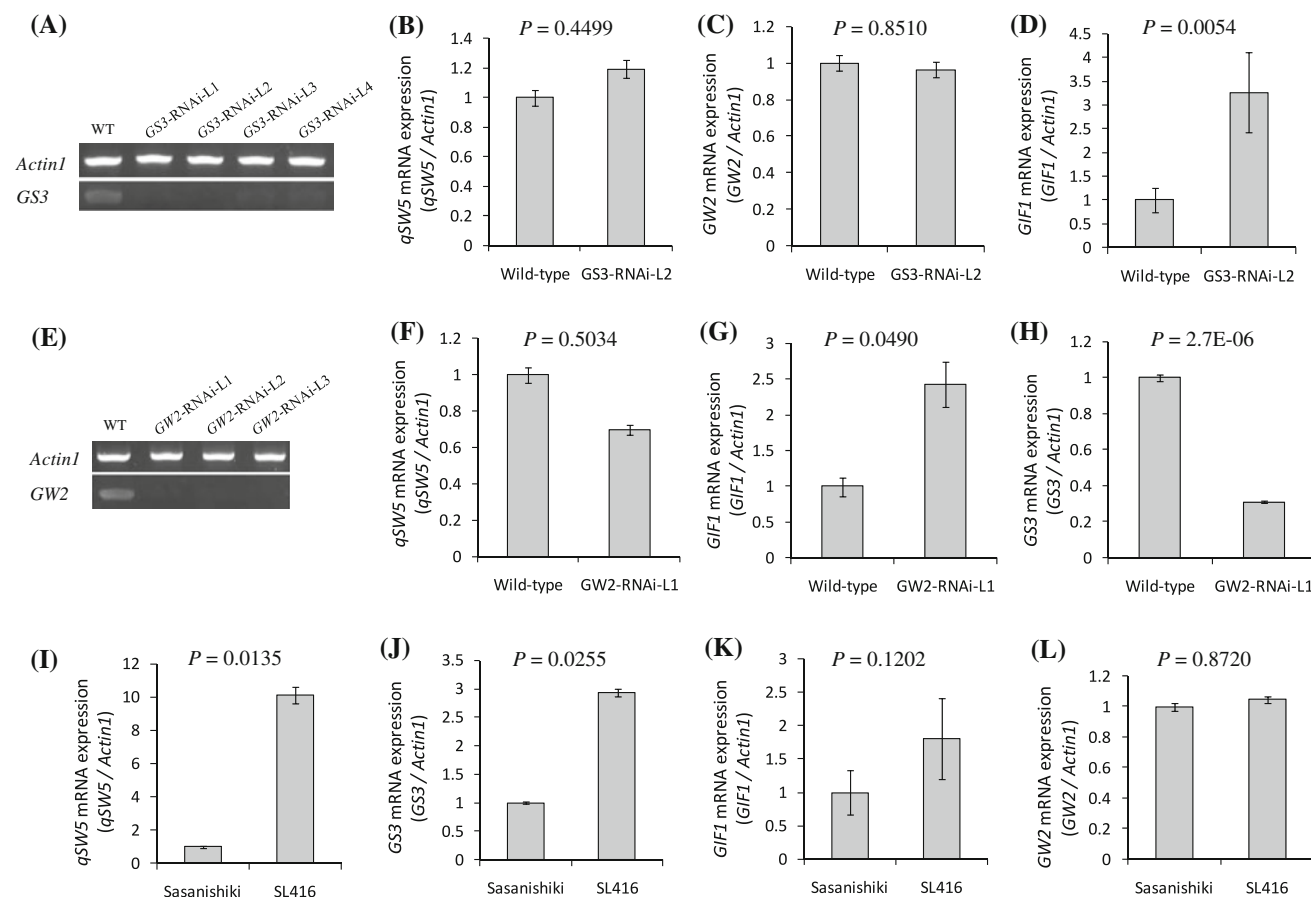 (A)
WT
GS3-RNAi-L1
GS3-RNAi-L2
GS3-RNAi-L3
GS3-RNAi-L4
Actin1
GS3
(B)
P = 0.4499
qSW5 mRNA expression
(qSW5 / Actin1)
1.4
1.2
1
0.8
0.6
0.4
0.2
0
Wild-type
GS3-RNAi-L2
(C)
P = 0.8510
GW2 mRNA expression
(GW2 / Actin1)
1.2
1
0.8
0.6
0.4
0.2
0
Wild-type
GS3-RNAi-L2
(D)
P = 0.0054
GIF1 mRNA expression
(GIF1 / Actin1)
4.5
4
3.5
3
2.5
2
1.5
1
0.5
0
Wild-type
GS3-RNAi-L2
(E)
WT
GW2-RNAi-L1
GW2-RNAi-L2
GW2-RNAi-L3
Actin1
GW2
(F)
P = 0.5034
qSW5 mRNA expression
(qSW5 / Actin1)
1.2
1
0.8
0.6
0.4
0.2
0
Wild-type
GW2-RNAi-L1
(G)
P = 0.0490
GIF1 mRNA expression
(GIF1 / Actin1)
3
2.5
2
1.5
1
0.5
0
Wild-type
GW2-RNAi-L1
(H)
P = 2.7E-06
GS3 mRNA expression
(GS3 / Actin1)
1.2
1
0.8
0.6
0.4
0.2
0
Wild-type
GW2-RNAi-L1
(I)
P = 0.0135
qSW5 mRNA expression
(qSW5 / Actin1)
12
10
8
6
4
2
0
Sasanishiki
SL416
(J)
P = 0.0255
GS3 mRNA expression
(GS3 / Actin1)
3.5
3
2.5
2
1.5
1
0.5
0
Sasanishiki
SL416
(K)
P = 0.1202
GIF1 mRNA expression
(GIF1 / Actin1)
3
2.5
2
1.5
1
0.5
0
Sasanishiki
SL416
(L)
P = 0.8720
GW2 mRNA expression
(GW2 / Actin1)
1.2
1
0.8
0.6
0.4
0.2
0
Sasanishiki
SL416